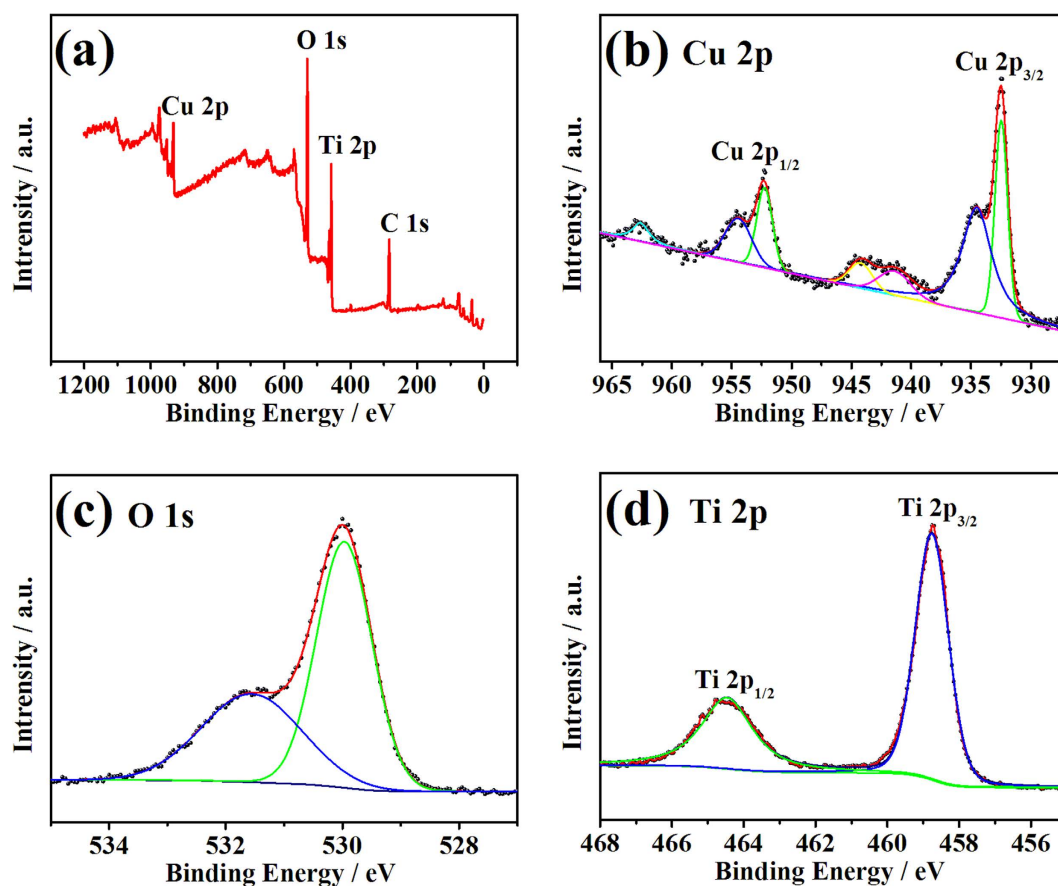 (a)
O 1s
Cu 2p
Ti 2p
C 1s
Intrensity / a.u.
1200 1000 800 600 400 200 0
Binding Energy / eV
(b) Cu 2p
Cu 2p3/2
Cu 2p1/2
Intrensity / a.u.
965 960 955 950 945 940 935 930
Binding Energy / eV
(c) O 1s
Intrensity / a.u.
534 532 530 528
Binding Energy / eV
(d) Ti 2p
Ti 2p3/2
Ti 2p1/2
Intrensity / a.u.
468 466 464 462 460 458 456
Binding Energy / eV